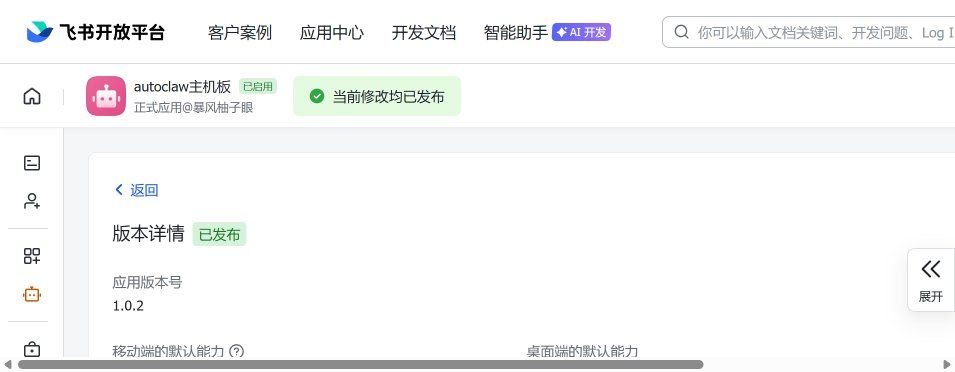 飞书开放平台 客户案例 应用中心 开发文档 智能助手 AI 开发 你可以输入文档关键词、开发问题、Log I
autoclaw主机板 已启用
正式应用@暴风柚子眼
当前修改均已发布
返回
版本详情 已发布
应用版本号
1.0.2
展开
移动端的默认能力 桌面端的默认能力